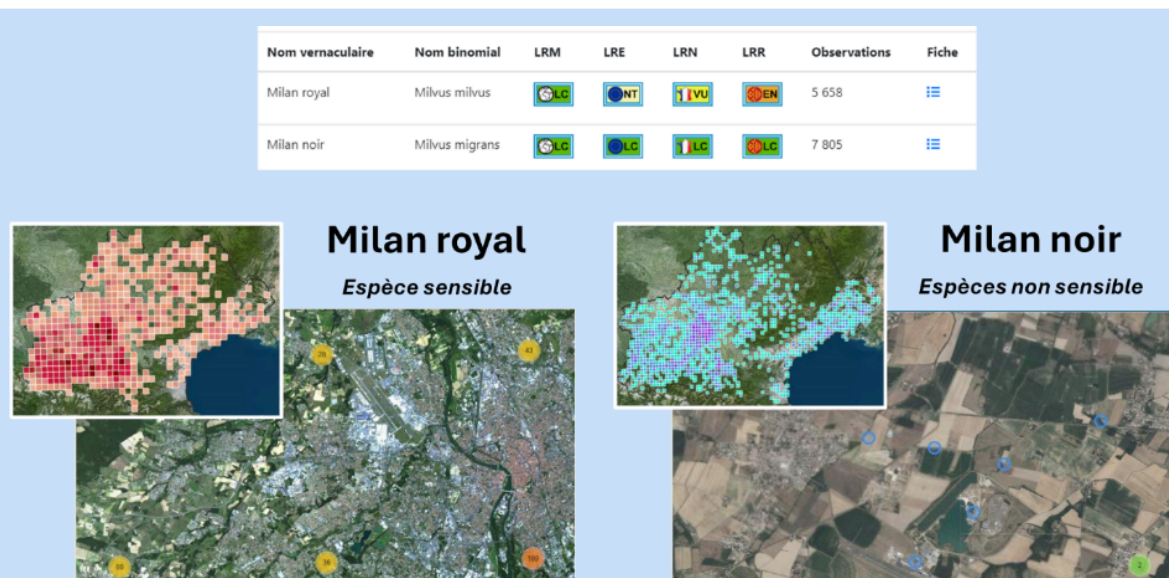 Nom vernaculaire Nom binomial LRM LRE LRN LRR Observations Fiche
Milan royal Milvus milvus LC NT VU EN 5 658
Milan noir Milvus migrans LC LC LC LC 7 805
Milan royal
Espèce sensible
Milan noir
Espèces non sensible
28 43
36 100
2